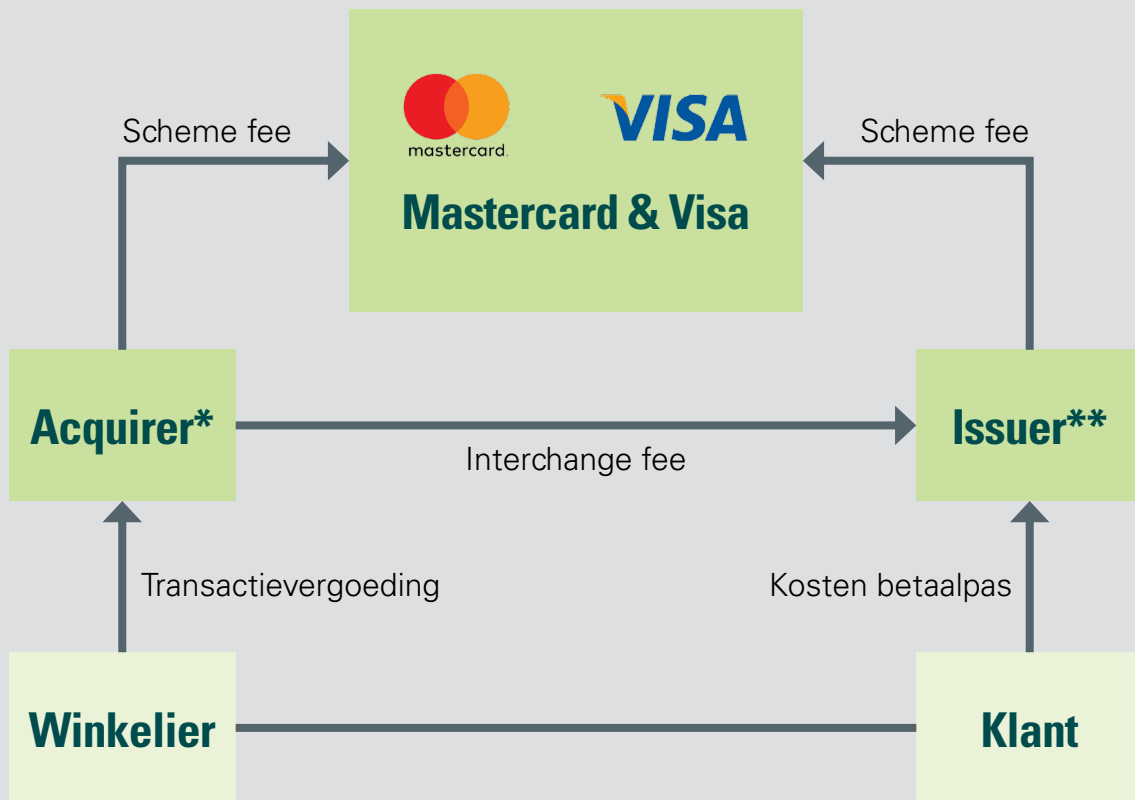 mastercard.
VISA
Scheme fee
Scheme fee
Mastercard & Visa
Acquirer*
Issuer**
Interchange fee
Transactievergoeding
Kosten betaalpas
Winkelier
Klant